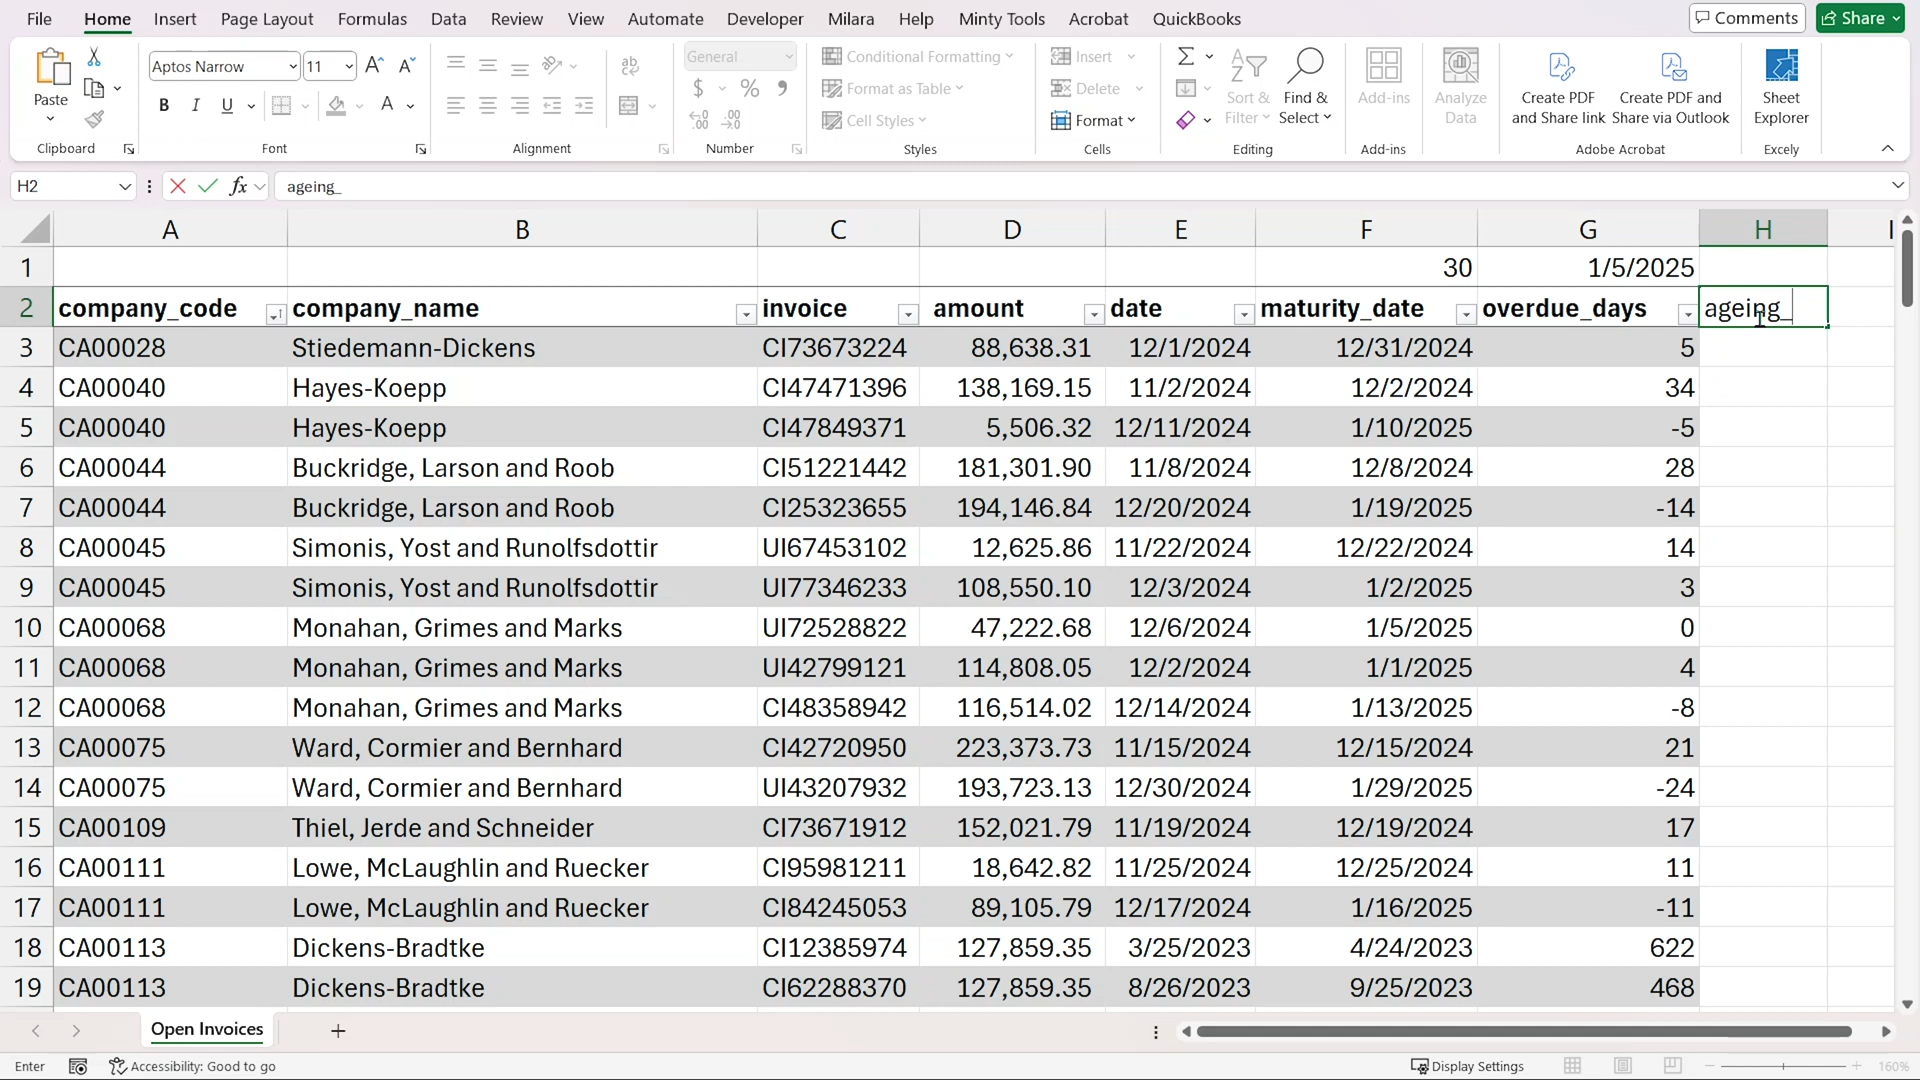 File Home Insert Page Layout Formulas Data Review View Automate Developer Milara Help Minty Tools Acrobat QuickBooks Comments Share
Paste
Clipboard
Aptos Narrow 11
B I U
Font
Alignment
General
$ % 9
Number
Conditional Formatting
Format as Table
Cell Styles
Styles
Insert
Delete
Format
Cells
Sort & Filter
Find & Select
Editing
Add-ins
Add-ins
Analyze Data
Create PDF and Share link
Create PDF and Share via Outlook
Adobe Acrobat
Sheet Explorer
Excely
H2 fx ageing_
A B C D E F G H I
1 30 1/5/2025
2 company_code company_name invoice amount date maturity_date overdue_days ageing_
3 CA00028 Stiedemann-Dickens CI73673224 88,638.31 12/1/2024 12/31/2024 5
4 CA00040 Hayes-Koepp CI47471396 138,169.15 11/2/2024 12/2/2024 34
5 CA00040 Hayes-Koepp CI47849371 5,506.32 12/11/2024 1/10/2025 -5
6 CA00044 Buckridge, Larson and Roob CI51221442 181,301.90 11/8/2024 12/8/2024 28
7 CA00044 Buckridge, Larson and Roob CI25323655 194,146.84 12/20/2024 1/19/2025 -14
8 CA00045 Simonis, Yost and Runolfsdottir UI67453102 12,625.86 11/22/2024 12/22/2024 14
9 CA00045 Simonis, Yost and Runolfsdottir UI77346233 108,550.10 12/3/2024 1/2/2025 3
10 CA00068 Monahan, Grimes and Marks UI72528822 47,222.68 12/6/2024 1/5/2025 0
11 CA00068 Monahan, Grimes and Marks UI42799121 114,808.05 12/2/2024 1/1/2025 4
12 CA00068 Monahan, Grimes and Marks CI48358942 116,514.02 12/14/2024 1/13/2025 -8
13 CA00075 Ward, Cormier and Bernhard CI42720950 223,373.73 11/15/2024 12/15/2024 21
14 CA00075 Ward, Cormier and Bernhard UI43207932 193,723.13 12/30/2024 1/29/2025 -24
15 CA00109 Thiel, Jerde and Schneider CI73671912 152,021.79 11/19/2024 12/19/2024 17
16 CA00111 Lowe, McLaughlin and Ruecker CI95981211 18,642.82 11/25/2024 12/25/2024 11
17 CA00111 Lowe, McLaughlin and Ruecker CI84245053 89,105.79 12/17/2024 1/16/2025 -11
18 CA00113 Dickens-Bradtke CI12385974 127,859.35 3/25/2023 4/24/2023 622
19 CA00113 Dickens-Bradtke CI62288370 127,859.35 8/26/2023 9/25/2023 468
Open Invoices
Enter Accessibility: Good to go Display Settings 160%